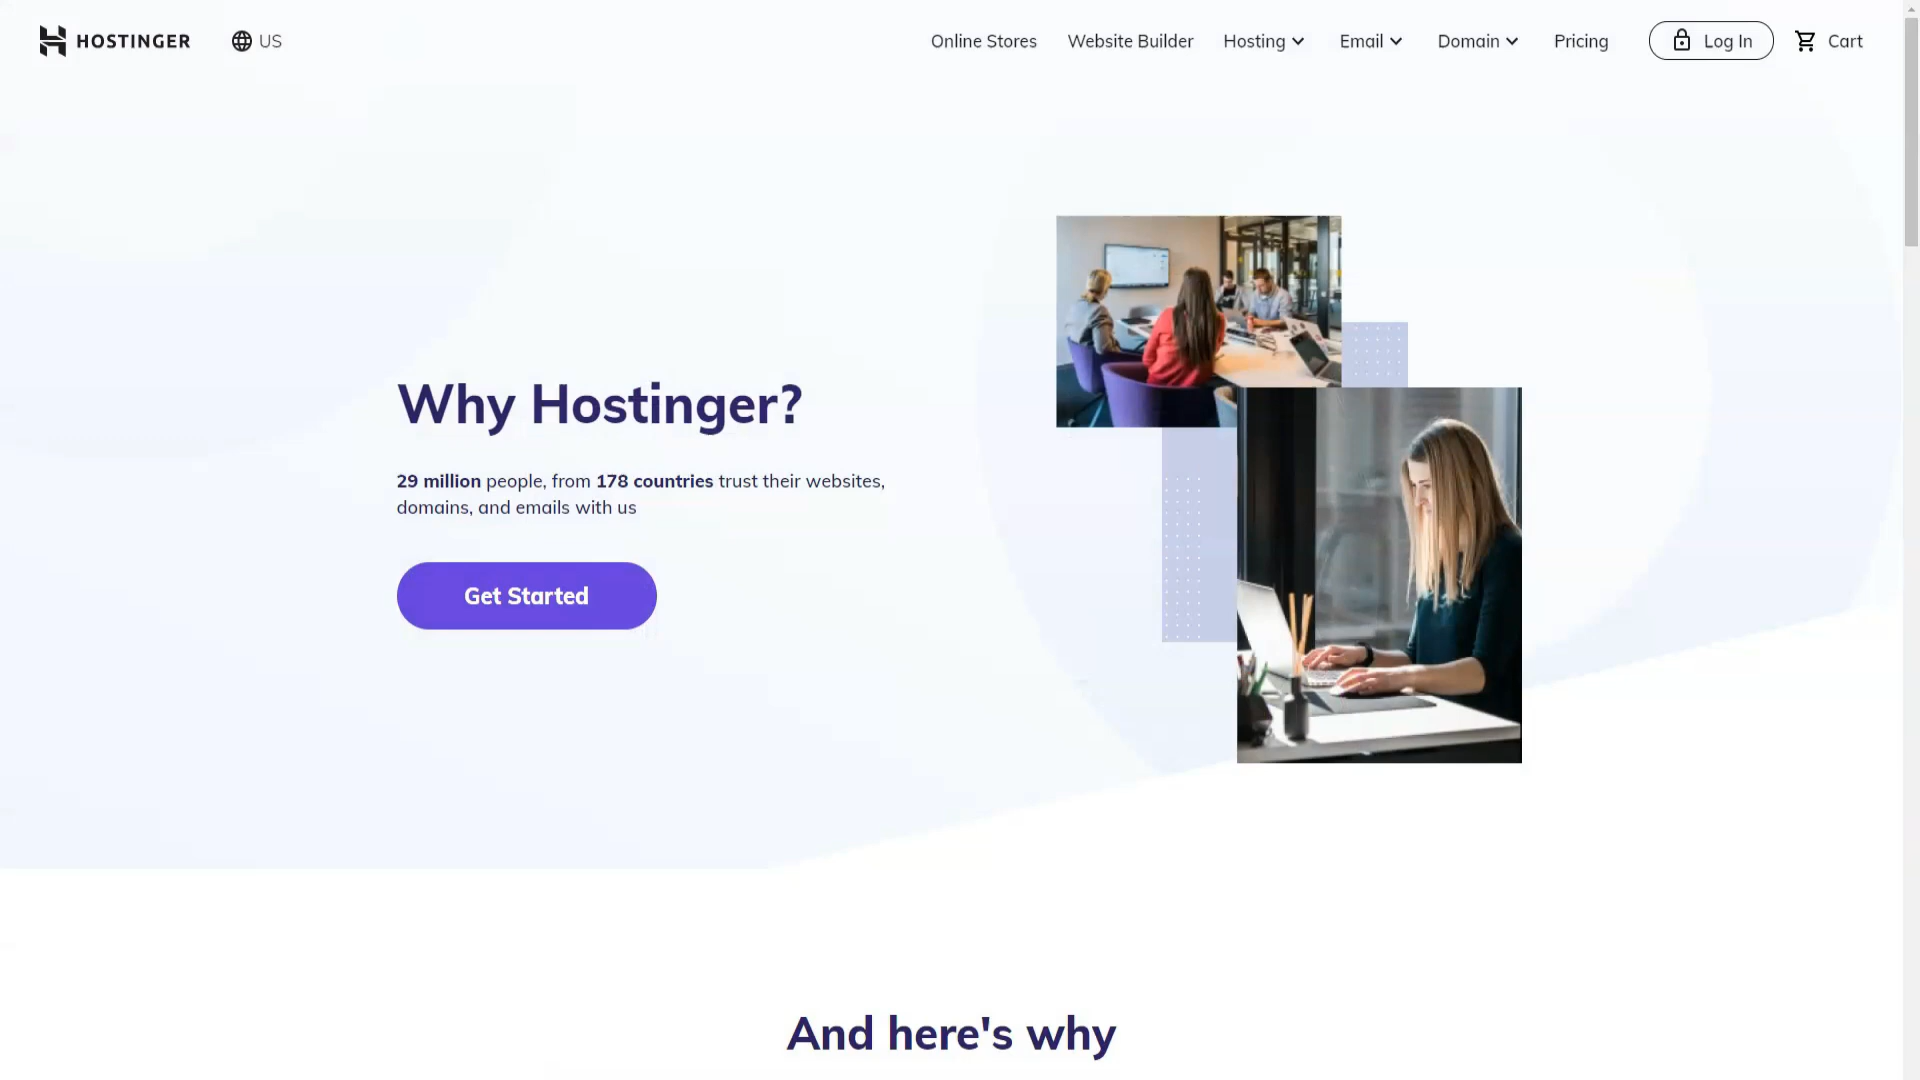 HOSTINGER
US
Online Stores
Website Builder
Hosting
Email
Domain
Pricing
Log In
Cart
Why Hostinger?
29 million people, from 178 countries trust their websites,
domains, and emails with us
Get Started
And here's why